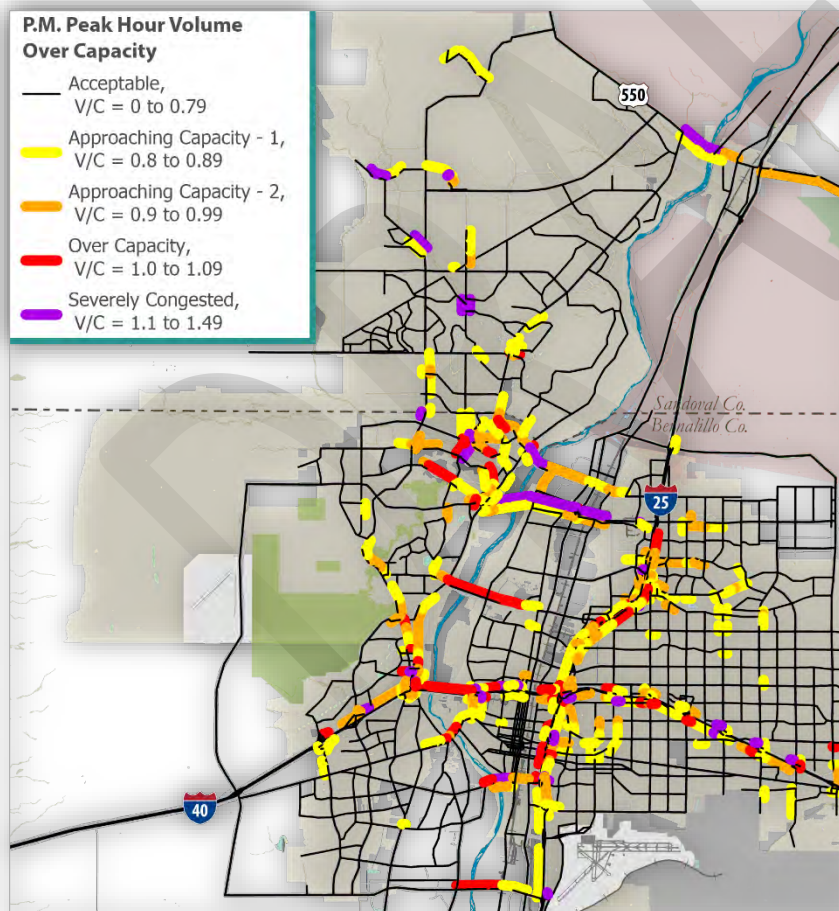 P.M. Peak Hour Volume
Over Capacity
Acceptable,
V/C = 0 to 0.79
Approaching Capacity - 1,
V/C = 0.8 to 0.89
Approaching Capacity - 2,
V/C = 0.9 to 0.99
Over Capacity,
V/C = 1.0 to 1.09
Severely Congested,
V/C = 1.1 to 1.49
550
Sandoval Co.
Bernalillo Co.
25
40